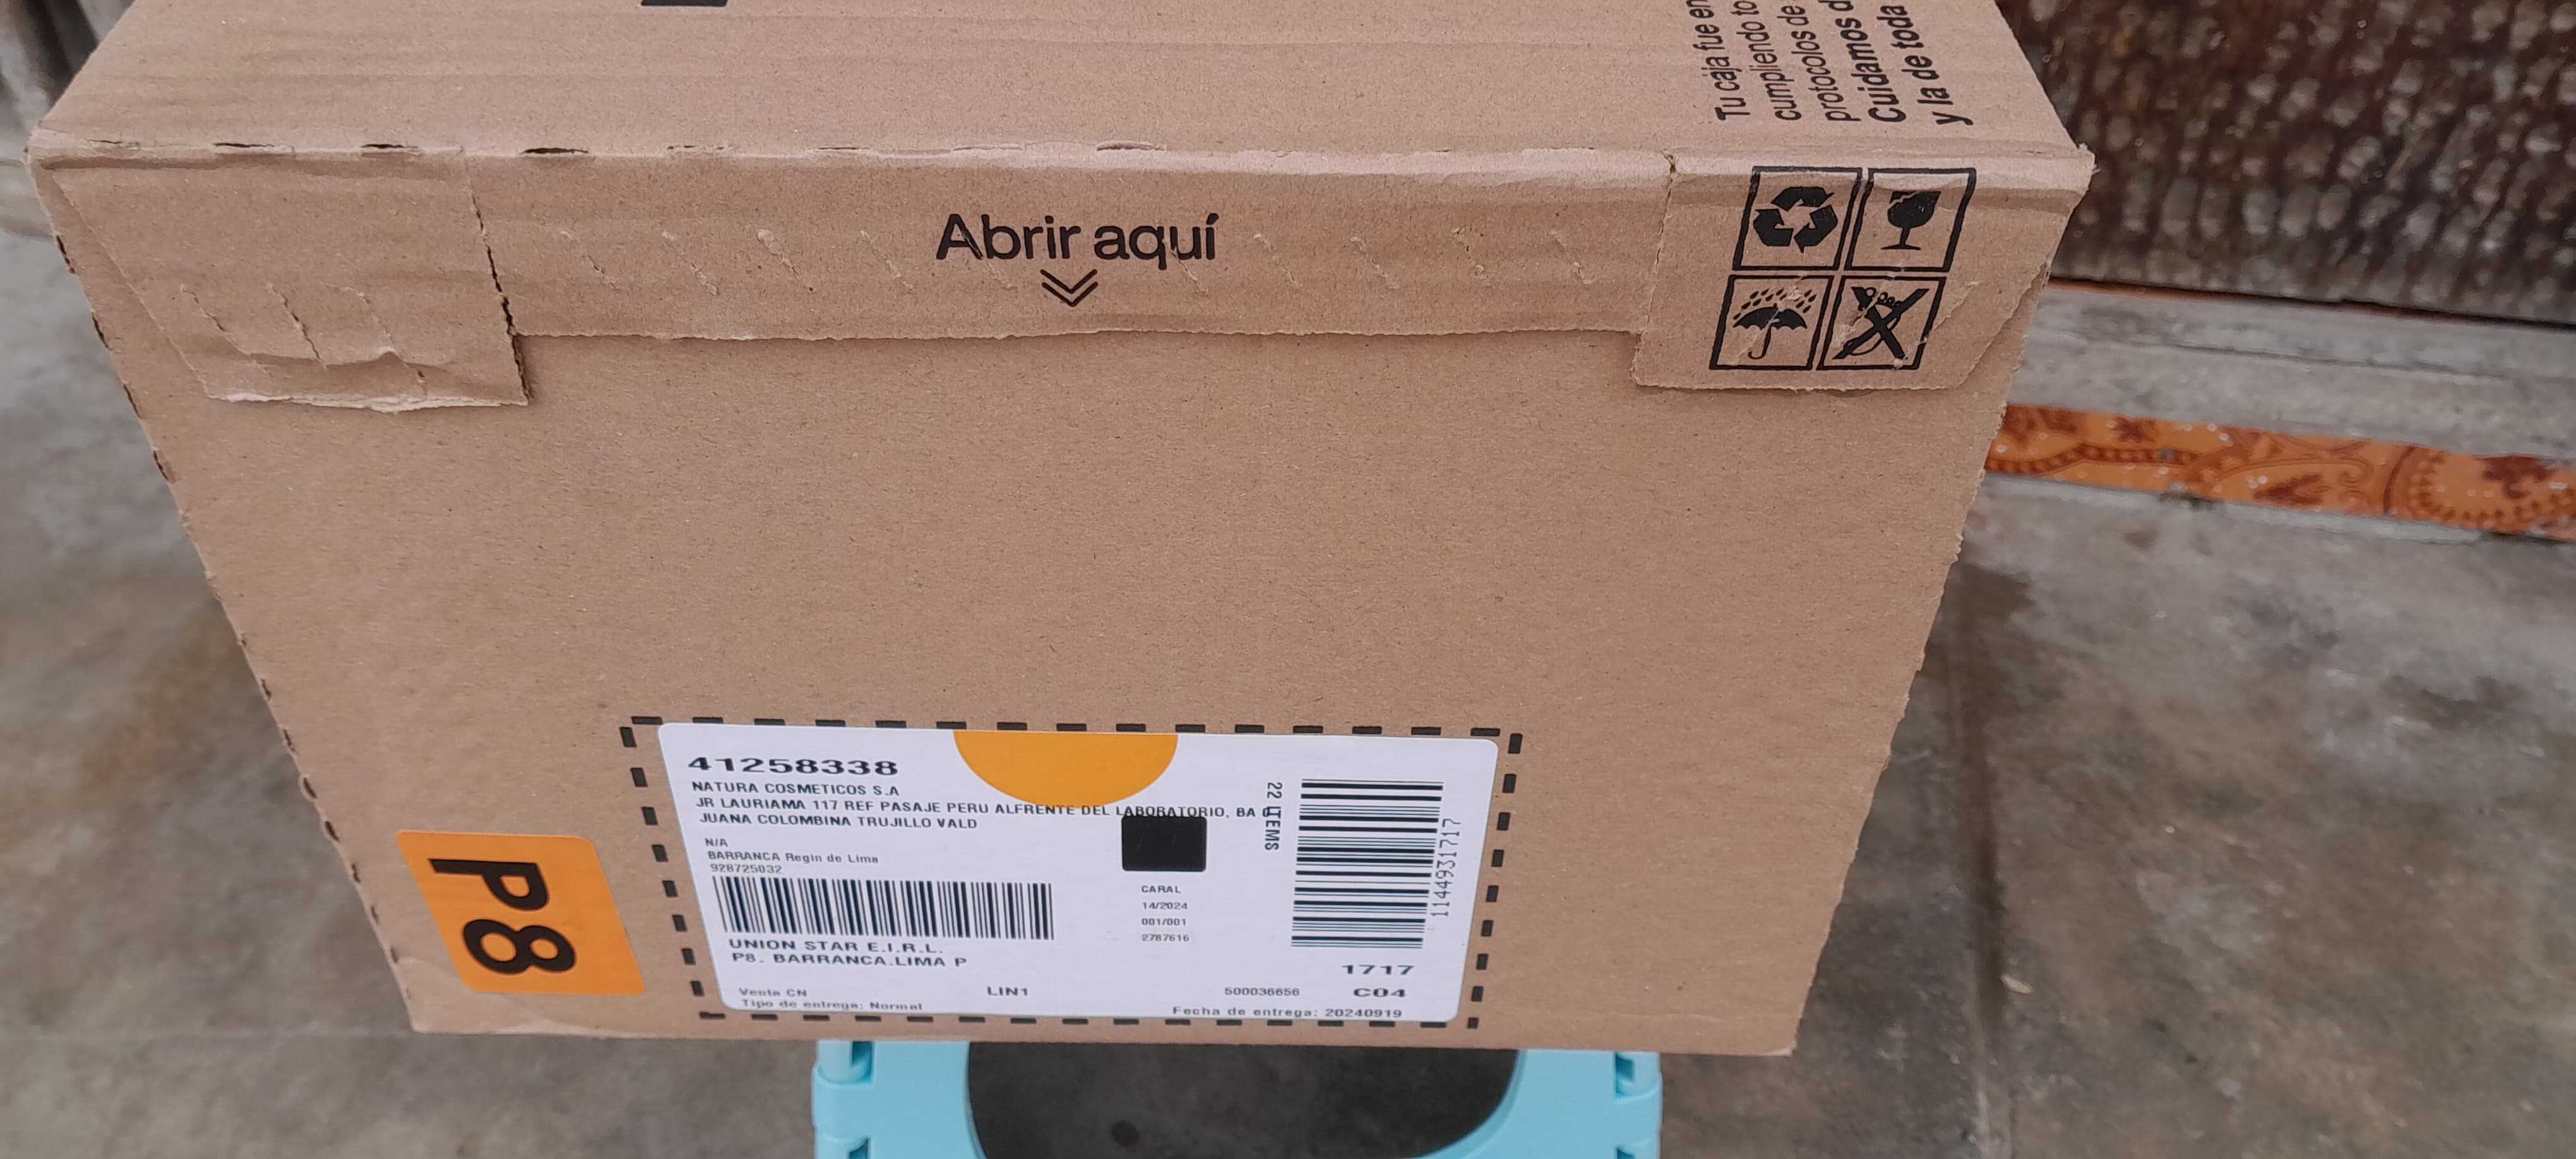 Tu caja fue en
cumpliendo to
protocolos de
Cuidamos d
y la de toda
Abrir aquí
41258338
NATURA COSMETICOS S.A
JR LAURIAMA 117 REF PASAJE PERU ALFRENTE DEL LABORATORIO, BA
JUANA COLOMBINA TRUJILLO VALD
N/A
BARRANCA Regin de Lima
928725032
UNION STAR E.I.R.L.
P8. BARRANCA.LIMA P
Venta CN
LIN1
Tipo de entrega: Normal
CARAL
14/2024
001/001
2787616
22 ITEMS
1144931717
1717
500036656
C04
Fecha de entrega: 20240919
P8